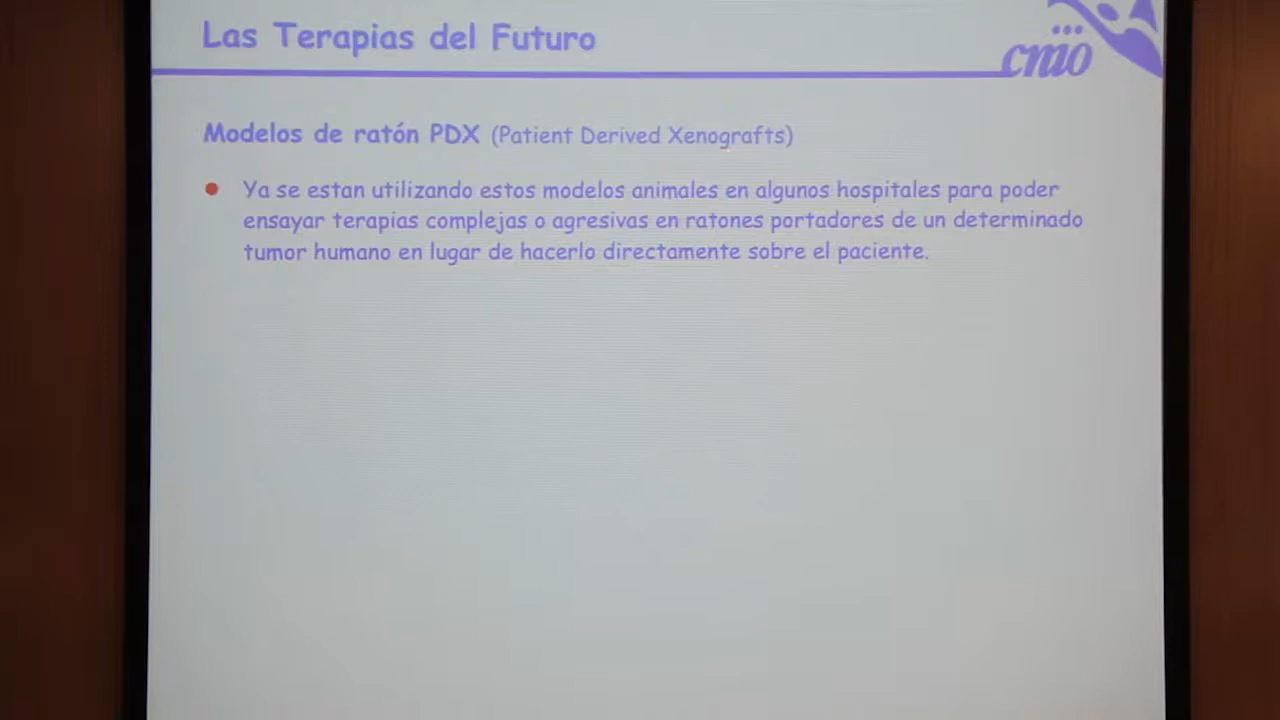 Las Terapias del Futuro
cnio
Modelos de ratón PDX (Patient Derived Xenografts)
Ya se estan utilizando estos modelos animales en algunos hospitales para poder
ensayar terapias complejas o agresivas en ratones portadores de un determinado
tumor humano en lugar de hacerlo directamente sobre el paciente.